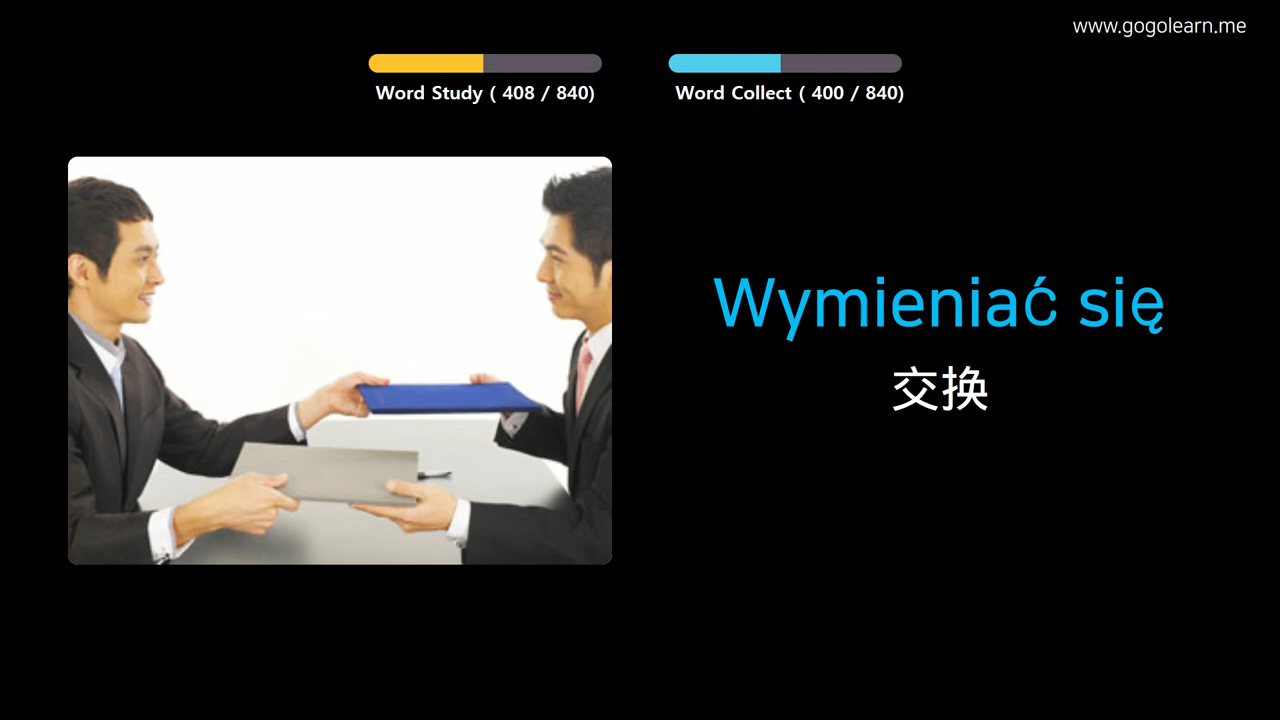 www.gogolearn.me
Word Study ( 408 / 840)
Word Collect ( 400 / 840)
Wymieniać się
交换